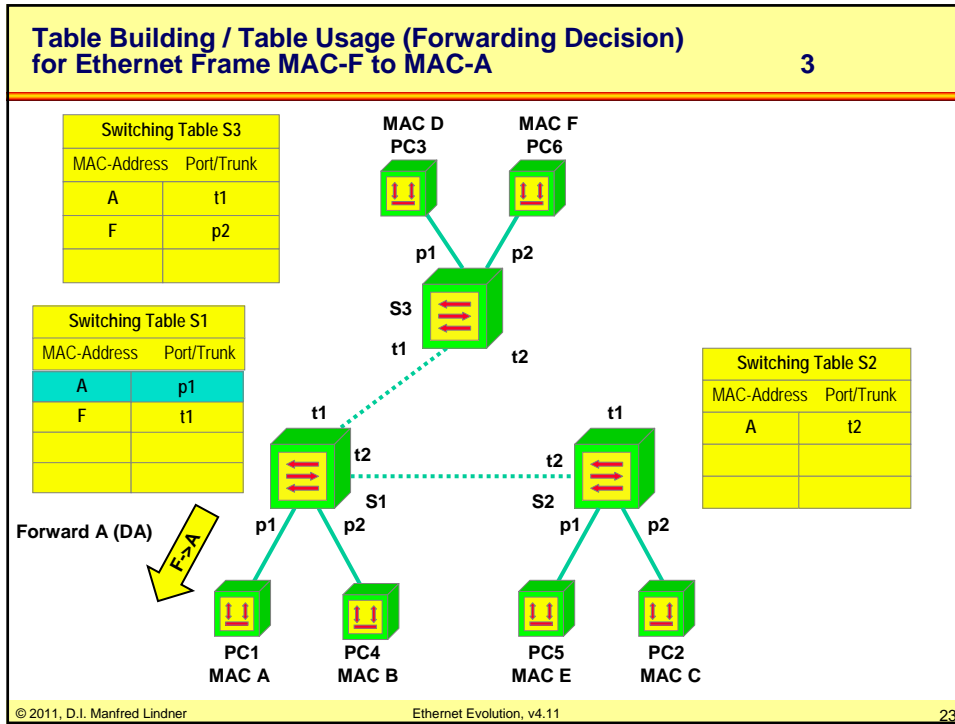 Table Building / Table Usage (Forwarding Decision)
for Ethernet Frame MAC-F to MAC-A 3
Switching Table S3
MAC-Address Port/Trunk
A t1
F p2
MAC D
PC3
MAC F
PC6
p1 p2
S3
t1 t2
Switching Table S1
MAC-Address Port/Trunk
A p1
F t1
Switching Table S2
MAC-Address Port/Trunk
A t2
t1
t2
S1
p1 p2
t1
t2
S2
p1 p2
Forward A (DA)
F->A
PC1
MAC A
PC4
MAC B
PC5
MAC E
PC2
MAC C
© 2011, D.I. Manfred Lindner Ethernet Evolution, v4.11 23